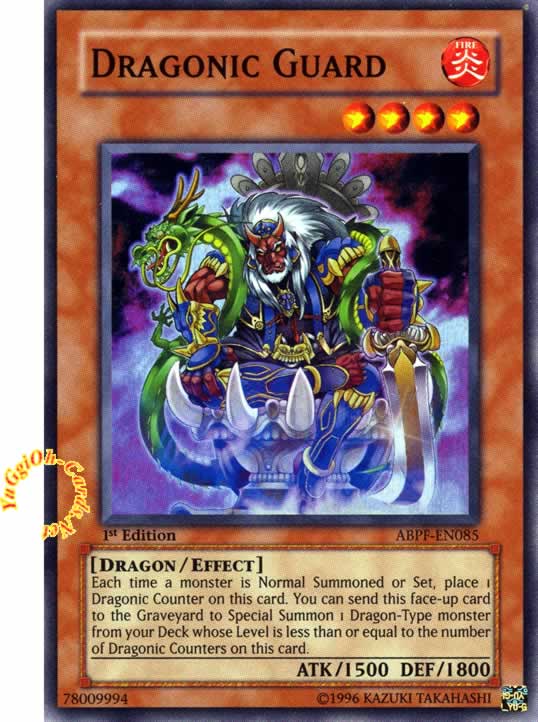 DRAGONIC GUARD
FIRE
炎
1st Edition
ABPF-EN085
[DRAGON/EFFECT]
Each time a monster is Normal Summoned or Set, place 1
Dragonic Counter on this card. You can send this face-up card
to the Graveyard to Special Summon 1 Dragon-Type monster
from your Deck whose Level is less than or equal to the number
of Dragonic Counters on this card.
ATK/1500 DEF/1800
78009994
©1996 KAZUKI TAKAHASHI
YuGgiOh-Cards.Net